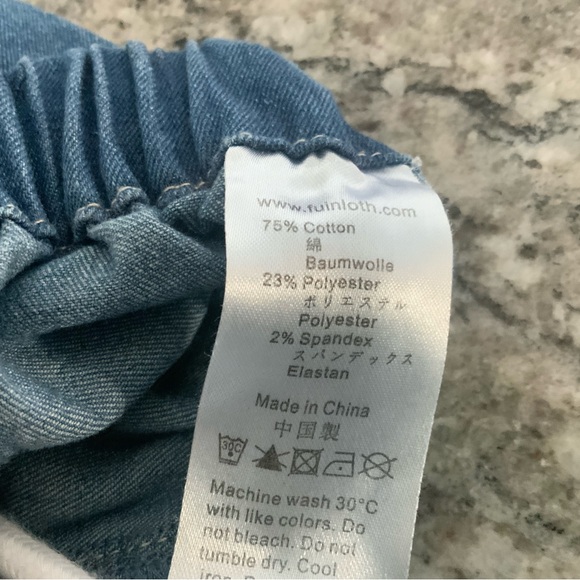 www.fuinloth.com
75% Cotton
綿
Baumwolle
23% Polyester
ポリエステル
Polyester
2% Spandex
スパンデックス
Elastan
Made in China
中国製
30C
Machine wash 30°C
with like colors. Do
not bleach. Do not
tumble dry. Cool